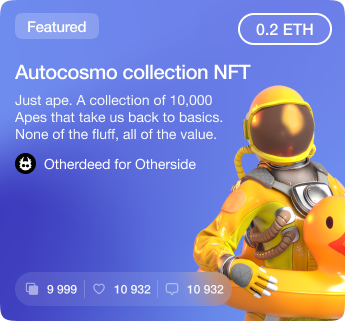 Featured
0.2 ETH
Autocosmo collection NFT
Just ape. A collection of 10,000
Apes that take us back to basics.
None of the fluff, all of the value.
Otherdeed for Otherside
9 999
10 932
10 932